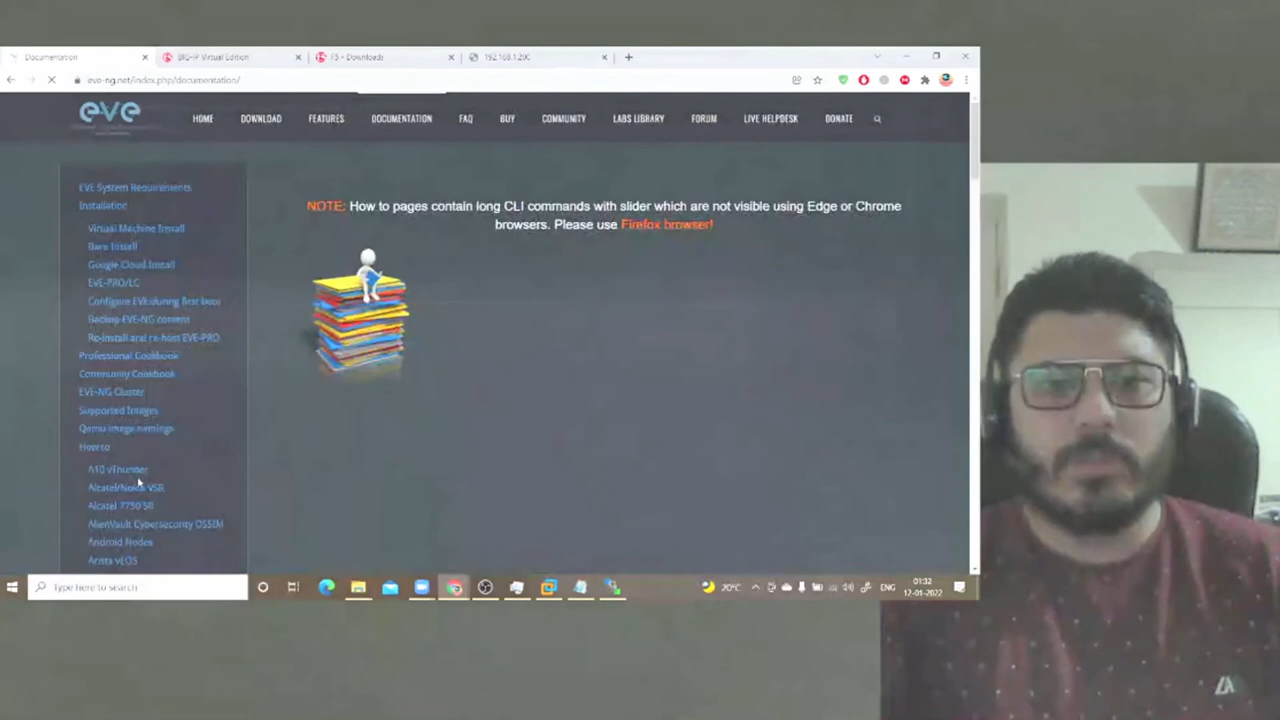 Documentation
BIG-IP Virtual Edition
F5 - Downloads
192.168.1.200
eve-ng.net/index.php/documentation/
eve
HOME
DOWNLOAD
FEATURES
DOCUMENTATION
FAQ
BUY
COMMUNITY
LABS LIBRARY
FORUM
LIVE HELPDESK
DONATE
EVE System Requirements
Installation
Virtual Machine Install
Bare Install
Google Cloud Install
EVE-PRO/LC
Configure EVE during first boot
Backup EVE-NG content
Re-Install and re-host EVE-PRO
Professional Cookbook
Community Cookbook
EVE-NG Cluster
Supported Images
Qemu image namings
How to
A10 vThunder
Alcatel/Nokia VSR
Alcatel 7750 SR
AlienVault Cybersecurity OSSIM
Android Nodes
Arista vEOS
NOTE: How to pages contain long CLI commands with slider which are not visible using Edge or Chrome
browsers. Please use Firefox browser!
Type here to search
20°C
ENG
01:32
12-01-2022